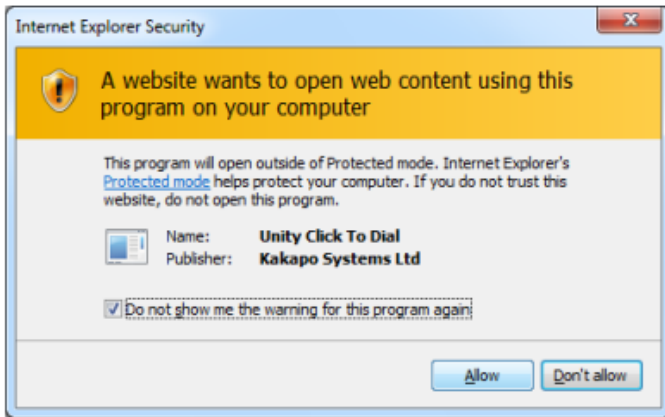 Internet Explorer Security
A website wants to open web content using this
program on your computer
This program will open outside of Protected mode. Internet Explorer's
Protected mode helps protect your computer. If you do not trust this
website, do not open this program.
Name: Unity Click To Dial
Publisher: Kakapo Systems Ltd
Do not show me the warning for this program again
Allow Don't allow